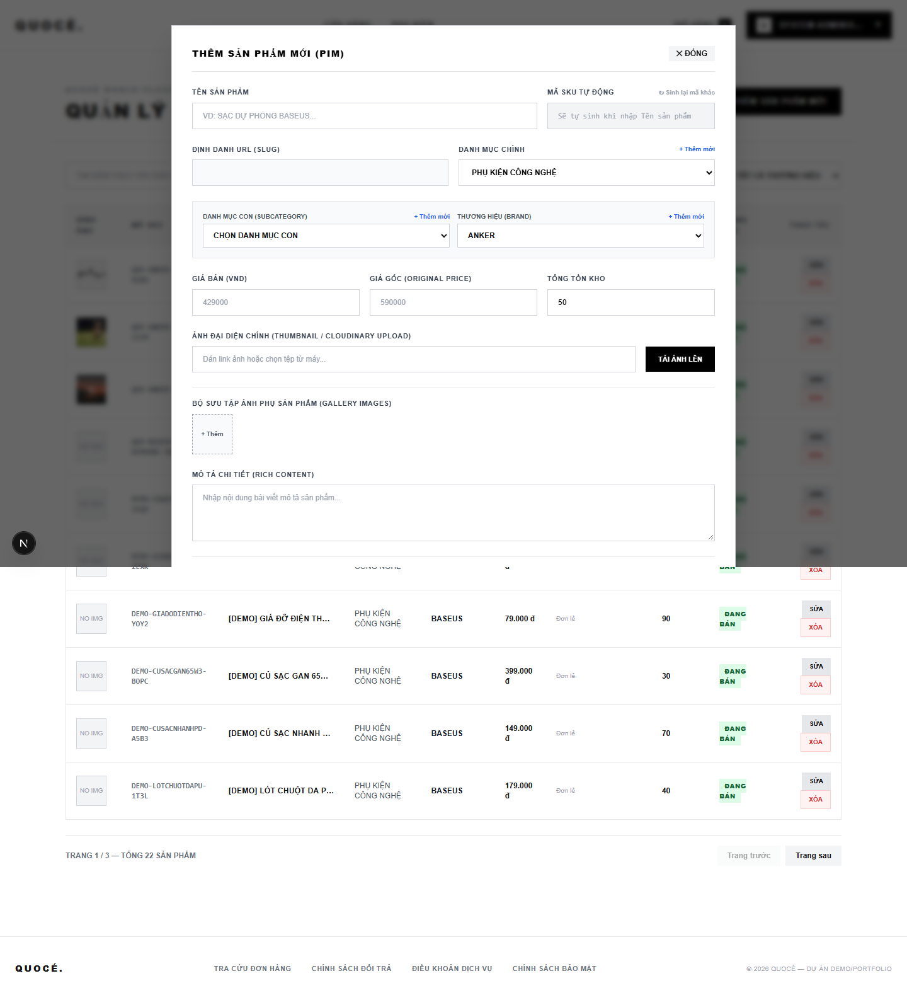 QUOCÉ.
THÊM SẢN PHẨM MỚI (PIM)
✕ ĐÓNG
QUẢN LÝ
TÊN SẢN PHẨM
MÃ SKU TỰ ĐỘNG
↻ Sinh lại mã khác
VD: SẠC DỰ PHÒNG BASEUS...
Sẽ tự sinh khi nhập Tên sản phẩm
ĐỊNH DANH URL (SLUG)
DANH MỤC CHÍNH
+ Thêm mới
PHỤ KIỆN CÔNG NGHỆ
DANH MỤC CON (SUBCATEGORY)
+ Thêm mới
THƯƠNG HIỆU (BRAND)
+ Thêm mới
CHỌN DANH MỤC CON
ANKER
GIÁ BÁN (VND)
GIÁ GỐC (ORIGINAL PRICE)
TỔNG TỒN KHO
429000
590000
50
ẢNH ĐẠI DIỆN CHÍNH (THUMBNAIL / CLOUDINARY UPLOAD)
Dán link ảnh hoặc chọn tệp từ máy...
TẢI ẢNH LÊN
BỘ SƯU TẬP ẢNH PHỤ SẢN PHẨM (GALLERY IMAGES)
+ Thêm
MÔ TẢ CHI TIẾT (RICH CONTENT)
Nhập nội dung bài viết mô tả sản phẩm...
N
CÔNG NGHỆ
đ
BÁN
XÓA
NO IMG
DEMO-GIADODIENTHO-
YOY2
[DEMO] GIÁ ĐỠ ĐIỆN TH...
PHỤ KIỆN
CÔNG NGHỆ
BASEUS
79.000 đ
Đơn lẻ
90
ĐANG
BÁN
SỬA
XÓA
NO IMG
DEMO-CUSACGAN65W3-
BOPC
[DEMO] CỦ SẠC GAN 65...
PHỤ KIỆN
CÔNG NGHỆ
BASEUS
399.000
đ
Đơn lẻ
30
ĐANG
BÁN
SỬA
XÓA
NO IMG
DEMO-CUSACNHANHPD-
A5B3
[DEMO] CỦ SẠC NHANH ...
PHỤ KIỆN
CÔNG NGHỆ
BASEUS
149.000
đ
Đơn lẻ
70
ĐANG
BÁN
SỬA
XÓA
NO IMG
DEMO-LOTCHUOTDAPU-
1T3L
[DEMO] LÓT CHUỘT DA P...
PHỤ KIỆN
CÔNG NGHỆ
BASEUS
179.000
đ
Đơn lẻ
40
ĐANG
BÁN
SỬA
XÓA
TRANG 1 / 3 — TỔNG 22 SẢN PHẨM
Trang trước
Trang sau
QUOCÉ.
TRA CỨU ĐƠN HÀNG
CHÍNH SÁCH ĐỔI TRẢ
ĐIỀU KHOẢN DỊCH VỤ
CHÍNH SÁCH BẢO MẬT
© 2026 QUOCÉ — DỰ ÁN DEMO/PORTFOLIO